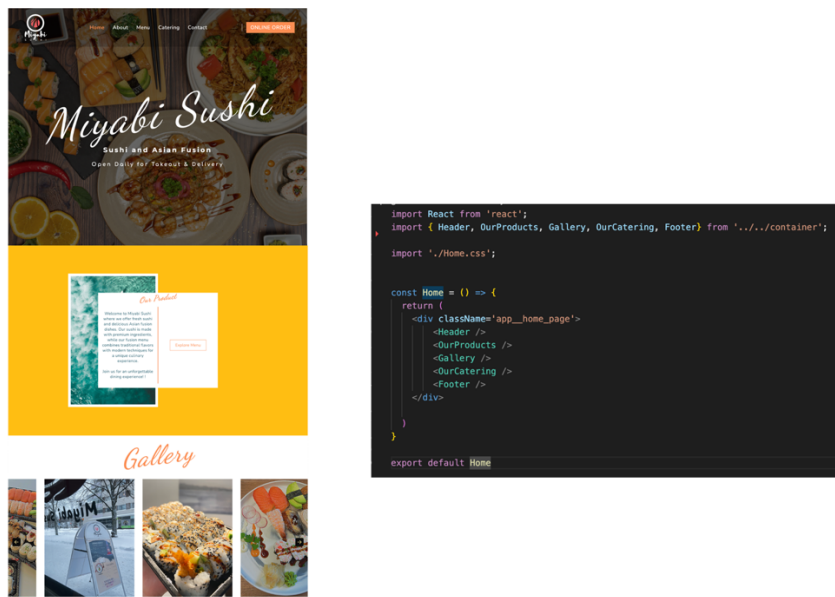 Miyabi
Home About Menu Catering Contact
ONLINE ORDER
Miyabi Sushi
Sushi and Asian Fusion
Open Daily for Takeout & Delivery
Our Product
Welcome to Miyabi Sushi
where we offer fresh sushi
and delicious Asian fusion
dishes. Our sushi is made
with premium ingredients,
while our fusion menu
combines traditional flavors
with modern techniques for
a unique culinary
experience.
Join us for an unforgettable
dining experience!!
Explore Menu
Gallery
Miyabi
import React from 'react';
import { Header, OurProducts, Gallery, OurCatering, Footer} from '../../container';
import './Home.css';
const Home = () => {
return (
<div className='app__home_page'>
<Header />
<OurProducts />
<Gallery />
<OurCatering />
<Footer />
</div>
)
}
export default Home